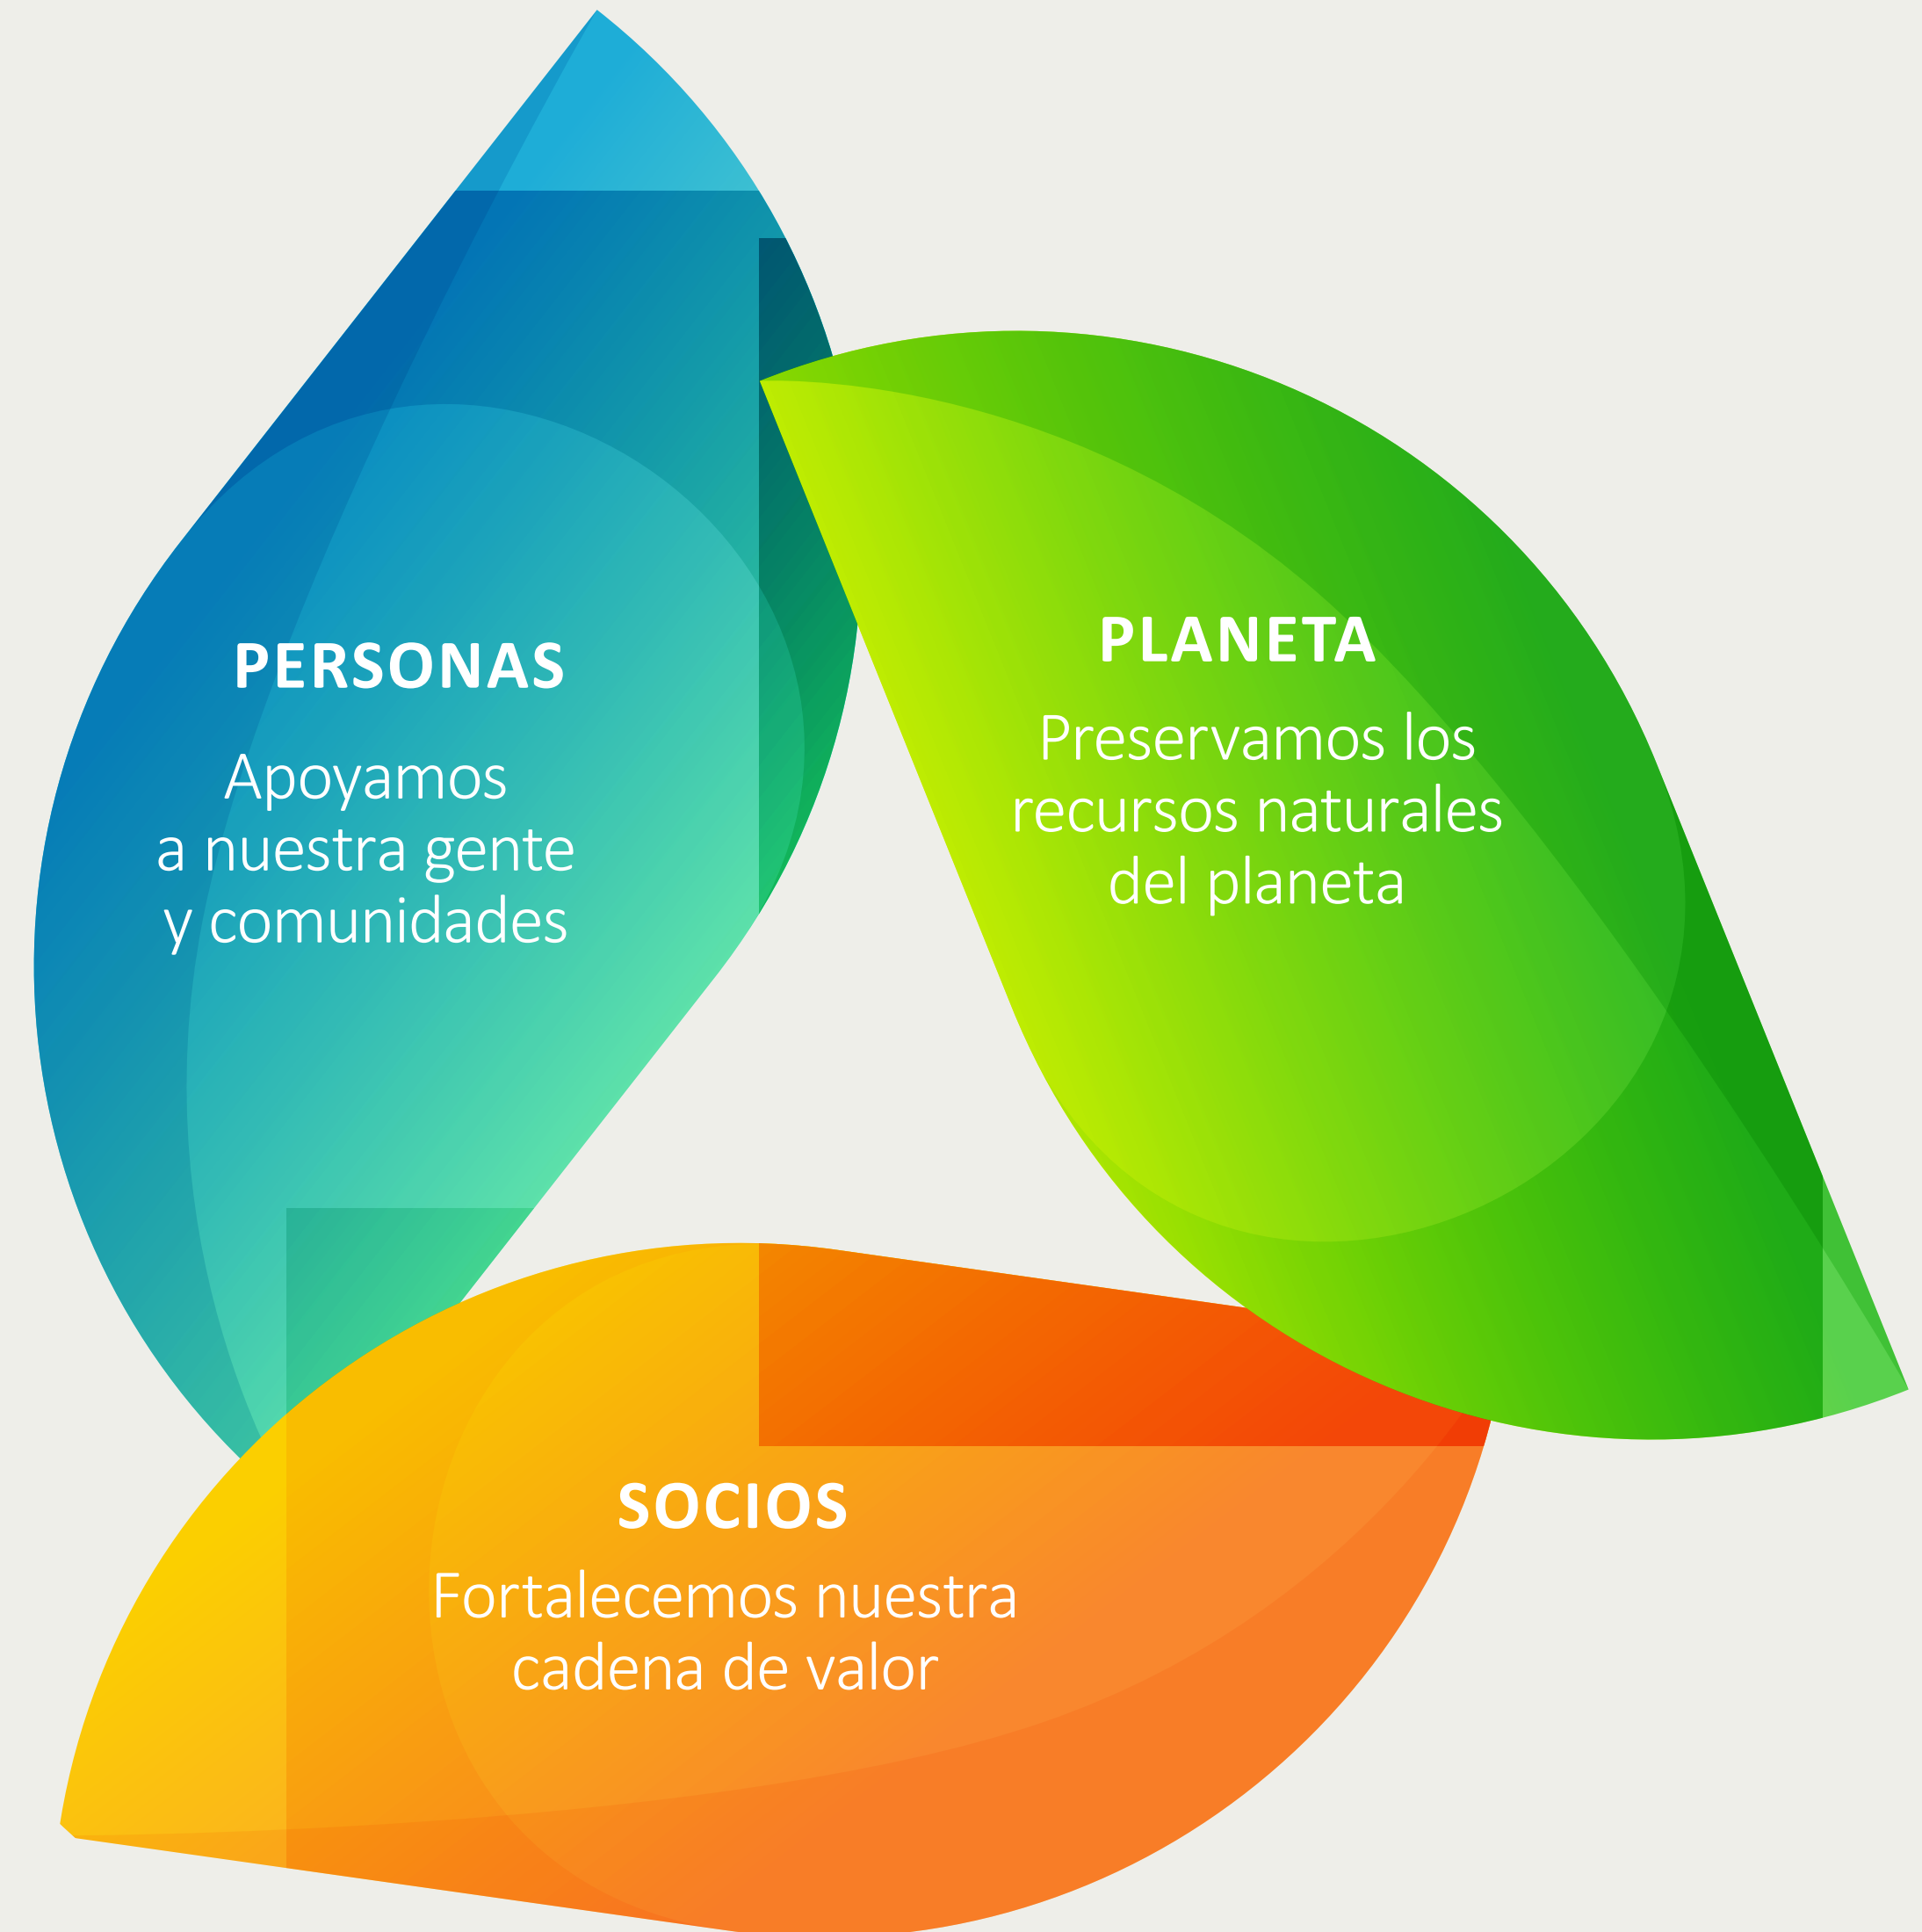 PERSONAS
Apoyamos
a nuestra gente
y comunidades
PLANETA
Preservamos los
recursos naturales
del planeta
SOCIOS
Fortalecemos nuestra
cadena de valor